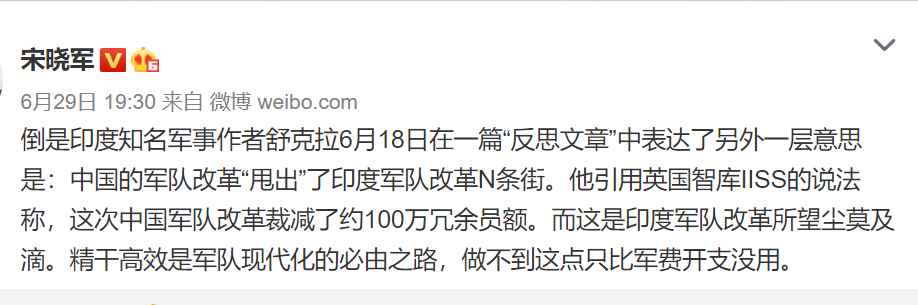 宋晓军
6月29日 19:30 来自 微博 weibo.com
倒是印度知名军事作者舒克拉6月18日在一篇“反思文章”中表达了另外一层意思
是：中国的军队改革“甩出”了印度军队改革N条街。他引用英国智库IISS的说法
称，这次中国军队改革裁减了约100万冗余员额。而这是印度军队改革所望尘莫及
滴。精干高效是军队现代化的必由之路，做不到这点只比军费开支没用。